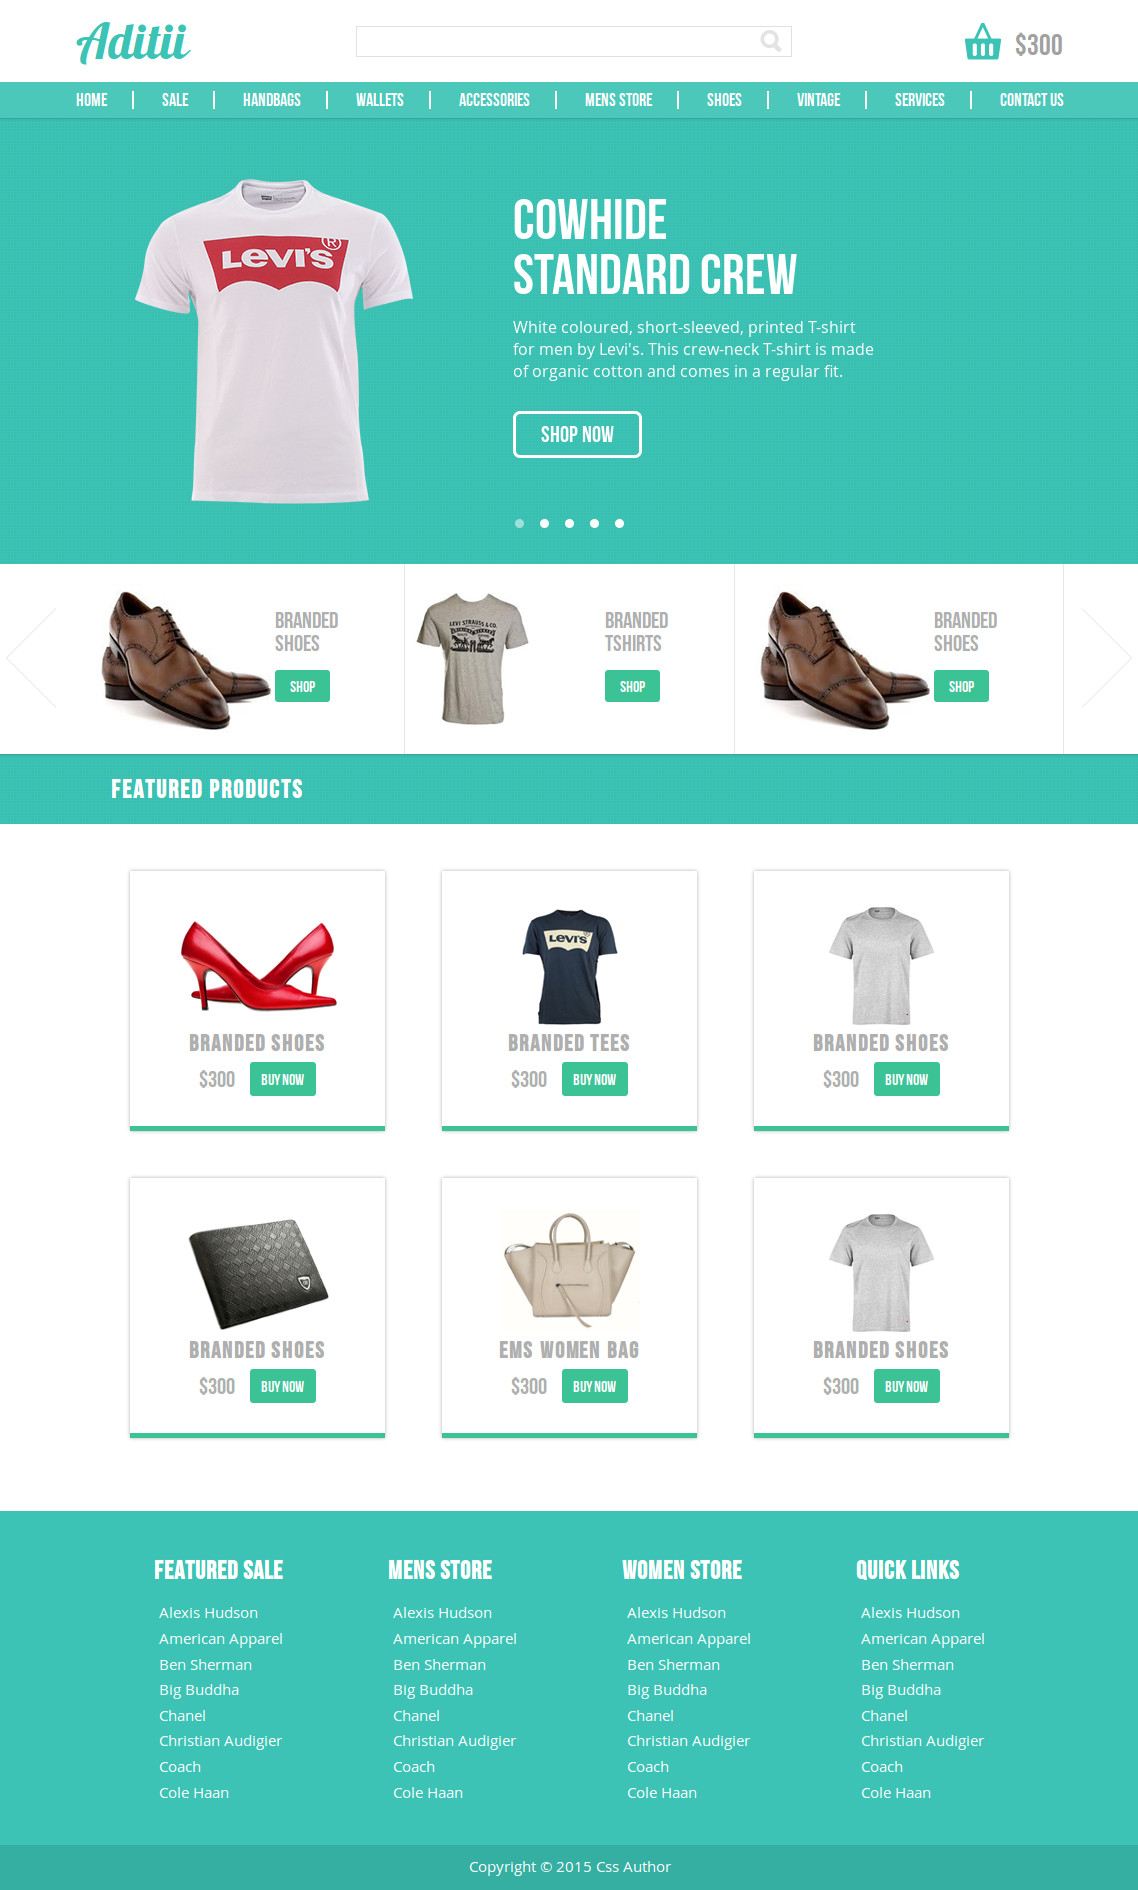 Aditii
$300
HOME SALE HANDBAGS WALLETS ACCESSORIES MENS STORE SHOES VINTAGE SERVICES CONTACT US
LEVI'S ®
COWHIDE
STANDARD CREW
White coloured, short-sleeved, printed T-shirt
for men by Levi's. This crew-neck T-shirt is made
of organic cotton and comes in a regular fit.
SHOP NOW
BRANDED
SHOES
SHOP
LEVI STRAUSS & CO.
BRANDED
TSHIRTS
SHOP
BRANDED
SHOES
SHOP
FEATURED PRODUCTS
BRANDED SHOES
$300 BUY NOW
LEVI'S
BRANDED TEES
$300 BUY NOW
BRANDED SHOES
$300 BUY NOW
BRANDED SHOES
$300 BUY NOW
EMS WOMEN BAG
$300 BUY NOW
BRANDED SHOES
$300 BUY NOW
FEATURED SALE
Alexis Hudson
American Apparel
Ben Sherman
Big Buddha
Chanel
Christian Audigier
Coach
Cole Haan
MENS STORE
Alexis Hudson
American Apparel
Ben Sherman
Big Buddha
Chanel
Christian Audigier
Coach
Cole Haan
WOMEN STORE
Alexis Hudson
American Apparel
Ben Sherman
Big Buddha
Chanel
Christian Audigier
Coach
Cole Haan
QUICK LINKS
Alexis Hudson
American Apparel
Ben Sherman
Big Buddha
Chanel
Christian Audigier
Coach
Cole Haan
Copyright © 2015 Css Author